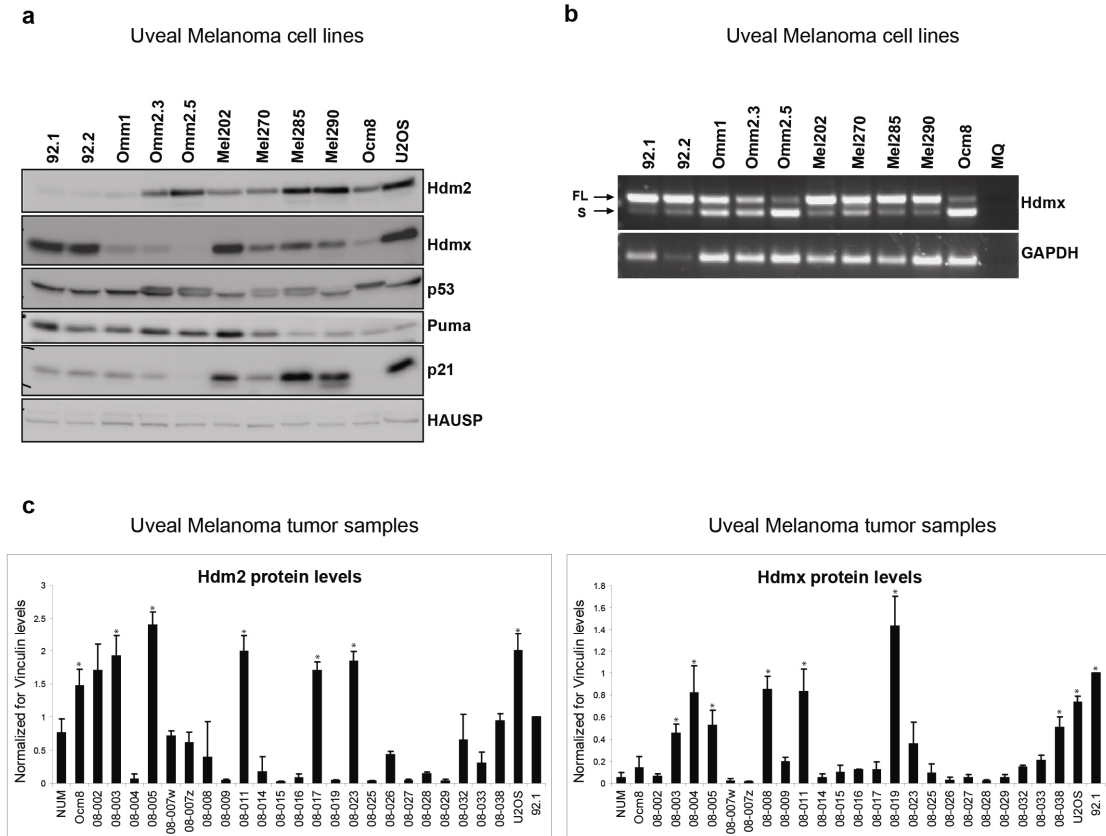 a
Uveal Melanoma cell lines
92.1
92.2
Omm1
Omm2.3
Omm2.5
Mel202
Mel270
Mel285
Mel290
Ocm8
U2OS
Hdm2
Hdmx
p53
Puma
p21
HAUSP
b
Uveal Melanoma cell lines
92.1
92.2
Omm1
Omm2.3
Omm2.5
Mel202
Mel270
Mel285
Mel290
Ocm8
MQ
FL
S
Hdmx
GAPDH
c
Uveal Melanoma tumor samples
Hdm2 protein levels
Normalized for Vinculin levels
3
2.5
2
1.5
1
0.5
0
* * * * * * *
NUM
Ocm8
08-002
08-003
08-004
08-005
08-007w
08-007z
08-008
08-009
08-011
08-014
08-015
08-016
08-017
08-019
08-023
08-025
08-026
08-027
08-028
08-029
08-032
08-033
08-038
U2OS
92.1
Uveal Melanoma tumor samples
Hdmx protein levels
Normalized for Vinculin levels
1.8
1.6
1.4
1.2
1
0.8
0.6
0.4
0.2
0
* * * * * * * * *
NUM
Ocm8
08-002
08-003
08-004
08-005
08-007w
08-007z
08-008
08-009
08-011
08-014
08-015
08-016
08-017
08-019
08-023
08-025
08-026
08-027
08-028
08-029
08-032
08-033
08-038
U2OS
92.1